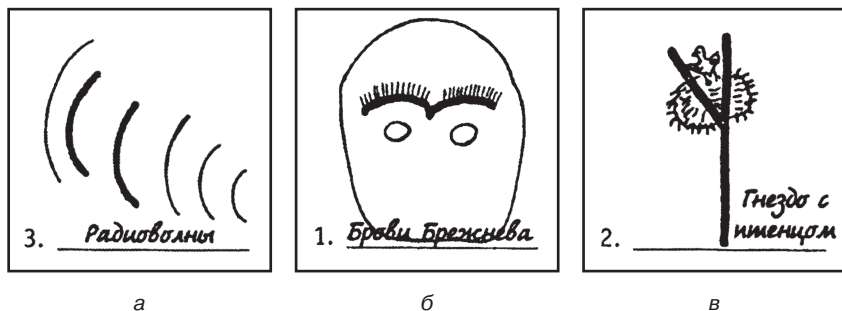 3. Радиоволны
1. Брови Брежнева
Гнездо с
2. птенцом
а
б
в